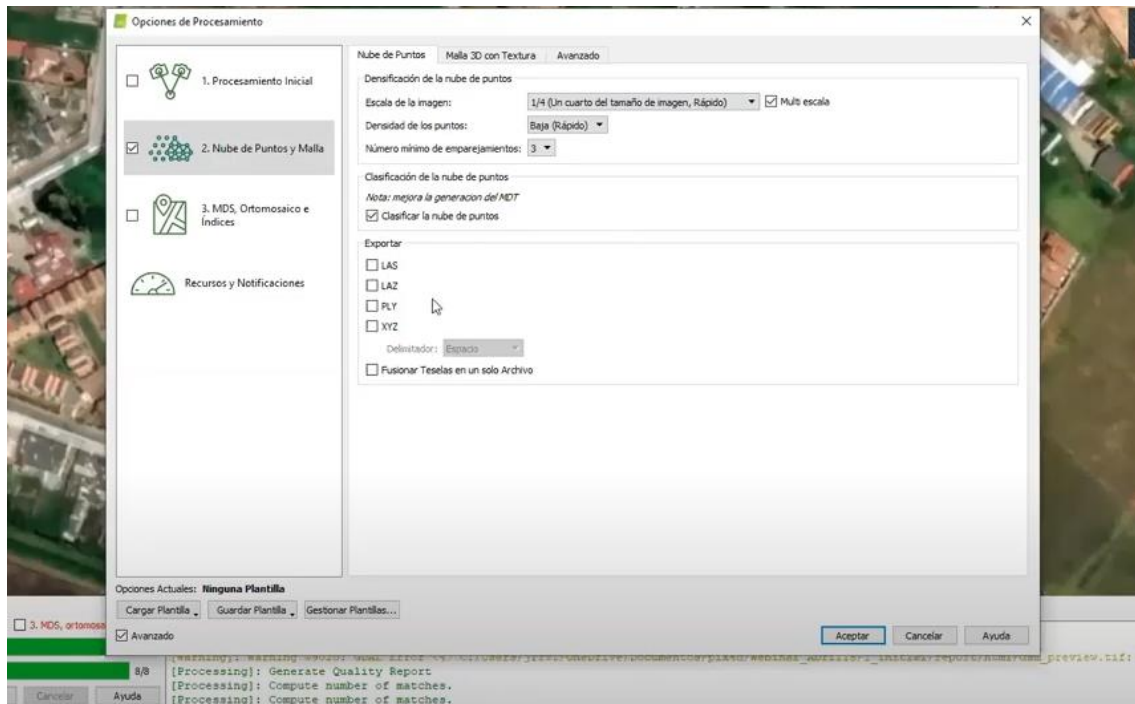 Opciones de Procesamiento
1. Procesamiento Inicial
2. Nube de Puntos y Malla
3. MDS, Ortomosaico e
Índices
Recursos y Notificaciones
Nube de Puntos Malla 3D con Textura Avanzado
Densificación de la nube de puntos
Escala de la imagen: 1/4 (Un cuarto del tamaño de imagen, Rápido) Multi escala
Densidad de los puntos: Baja (Rápido)
Número mínimo de emparejamientos: 3
Clasificación de la nube de puntos
Nota: mejora la generacion del MDT
Clasificar la nube de puntos
Exportar
LAS
LAZ
PLY
XYZ
Delimitador: Espacio
Fusionar Teselas en un solo Archivo
Opciones Actuales: Ninguna Plantilla
Cargar Plantilla Guardar Plantilla Gestionar Plantillas...
Avanzado
Aceptar Cancelar Ayuda
3. MDS, ortomosa
8/8
Cancelar Ayuda
[Processing]: Generate Quality Report
[Processing]: Compute number of matches.
[Processing]: Compute number of matches.